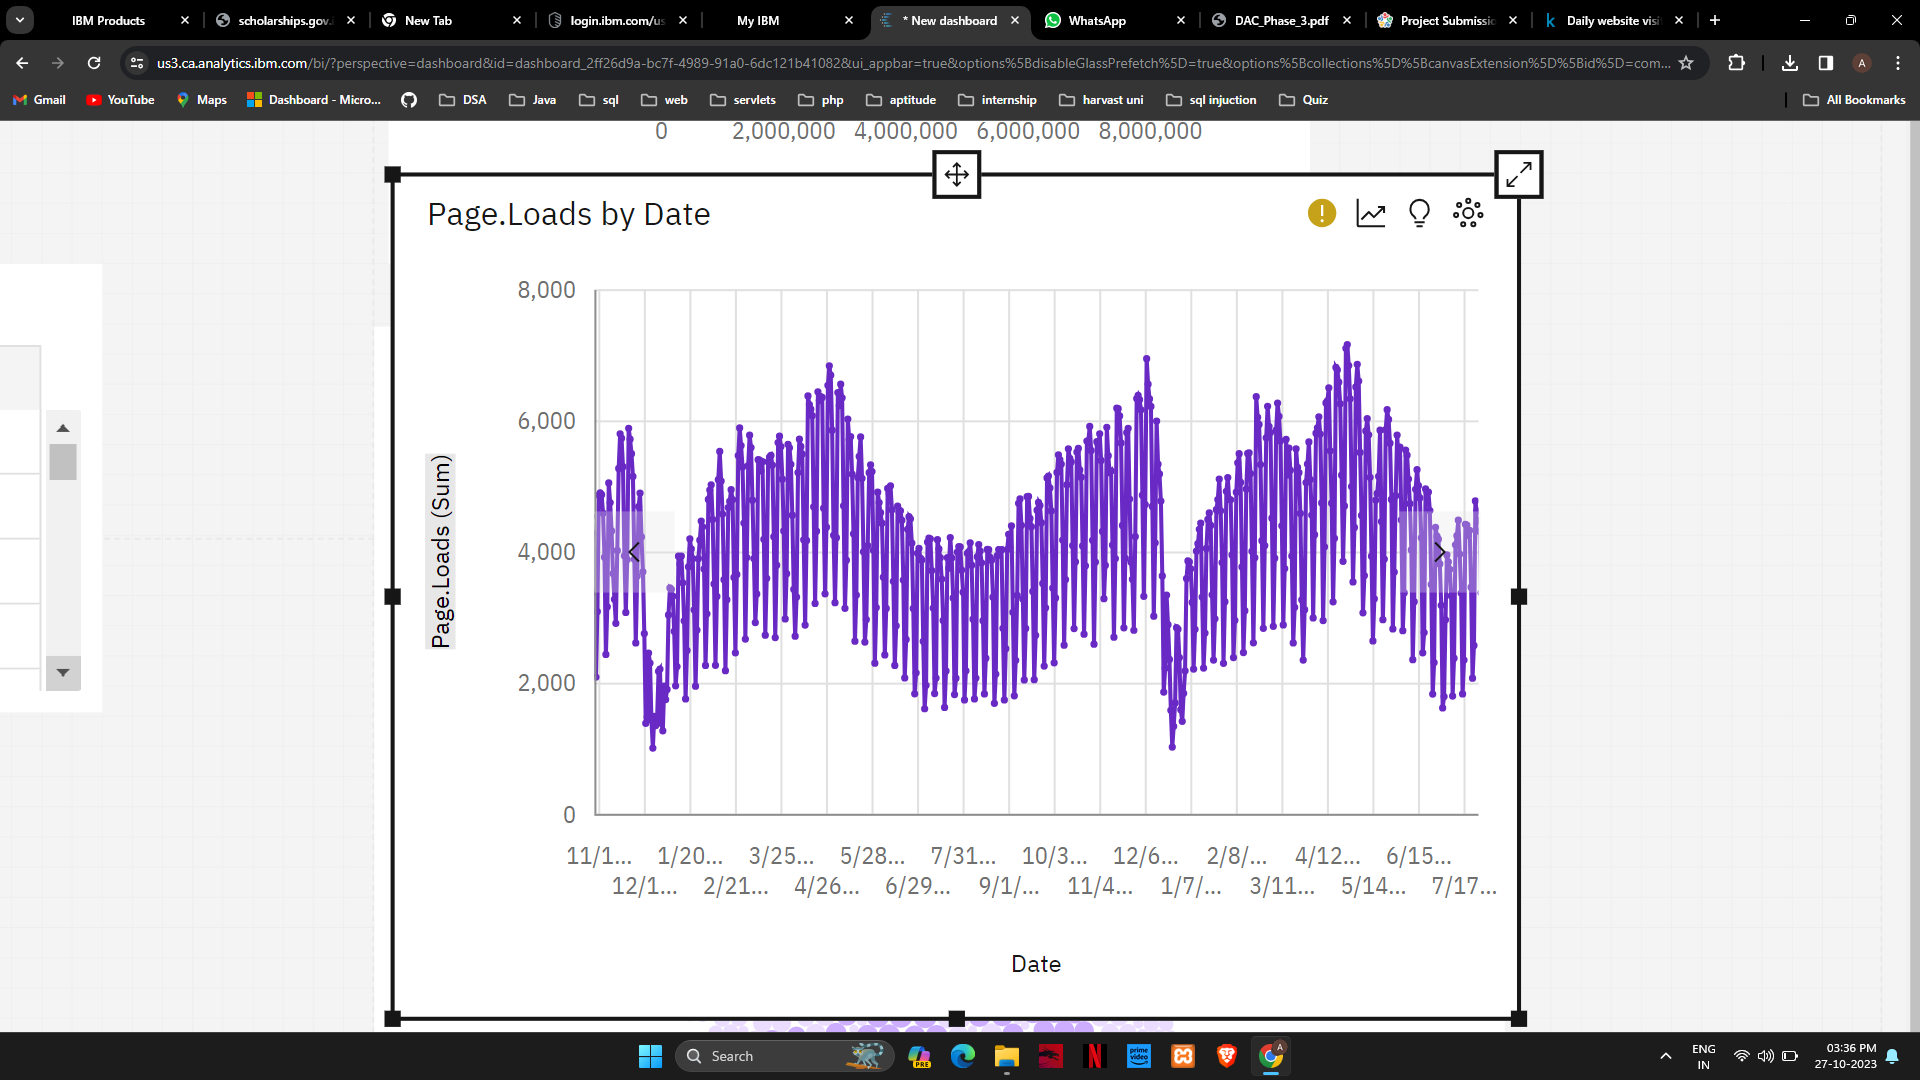 IBM Products
scholarships.gov.i
New Tab
login.ibm.com/us
My IBM
* New dashboard
WhatsApp
DAC_Phase_3.pdf
Project Submissio
Daily website visi
us3.ca.analytics.ibm.com/bi/?perspective=dashboard&id=dashboard_2ff26d9a-bc7f-4989-91a0-6dc121b41082&ui_appbar=true&options%5BdisableGlassPrefetch%5D=true&options%5Bcollections%5D%5BcanvasExtension%5D%5Bid%5D=com...
A
Gmail
YouTube
Maps
Dashboard - Micro...
DSA
Java
sql
web
servlets
php
aptitude
internship
harvast uni
sql injuction
Quiz
All Bookmarks
0 2,000,000 4,000,000 6,000,000 8,000,000
Page.Loads by Date
8,000
6,000
4,000
2,000
0
Page.Loads (Sum)
11/1... 1/20... 3/25... 5/28... 7/31... 10/3... 12/6... 2/8/... 4/12... 6/15...
12/1... 2/21... 4/26... 6/29... 9/1/... 11/4... 1/7/... 3/11... 5/14... 7/17...
Date
Search
PRE
N
prime video
A
ENG
IN
03:36 PM
27-10-2023